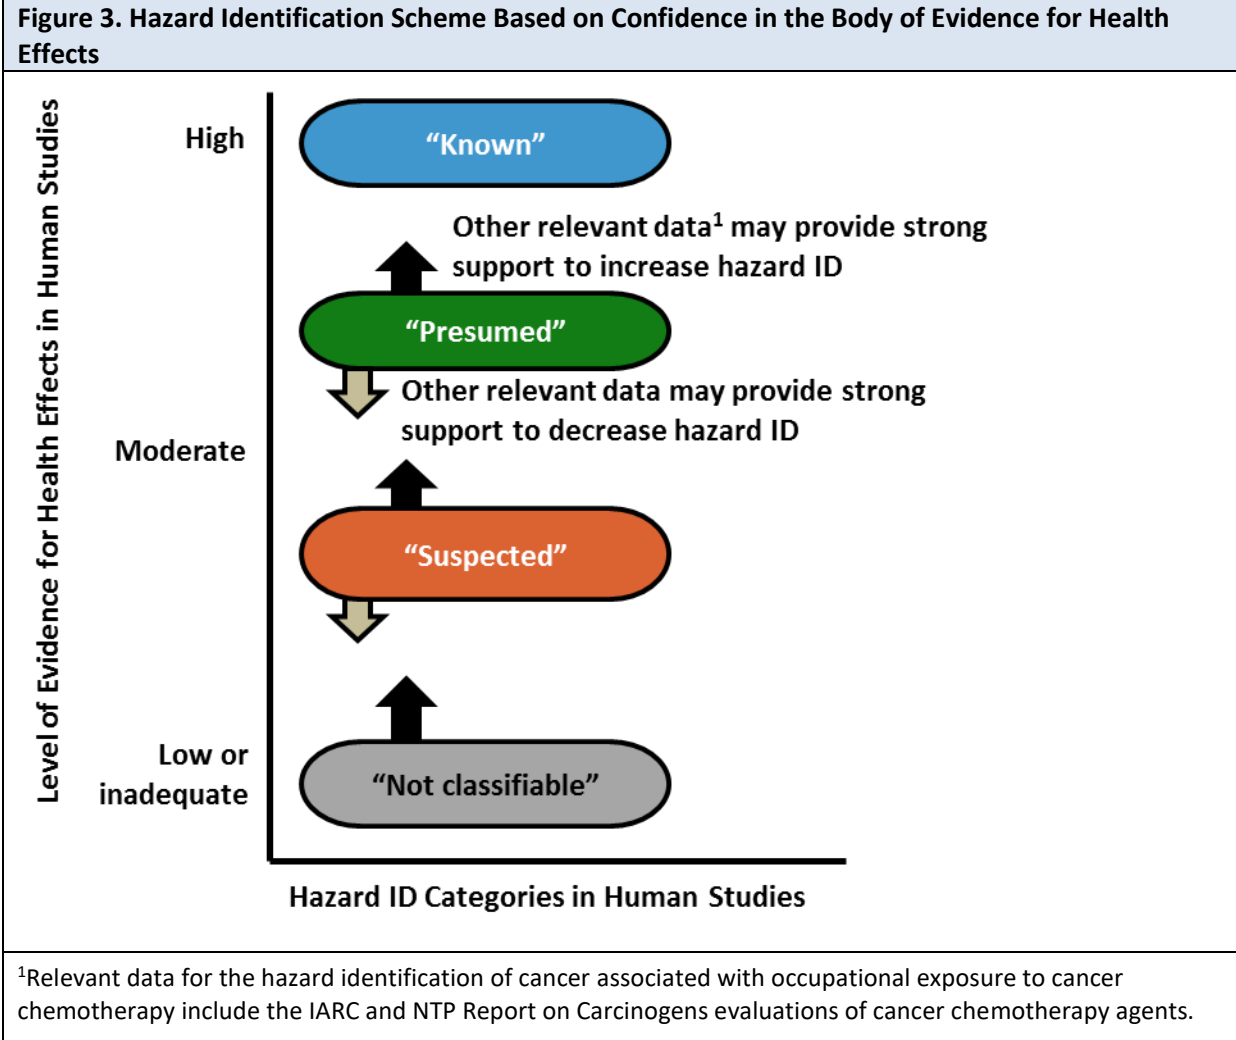 Figure 3. Hazard Identification Scheme Based on Confidence in the Body of Evidence for Health
Effects
Level of Evidence for Health Effects in Human Studies
High
“Known”
Other relevant data¹ may provide strong
support to increase hazard ID
“Presumed”
Other relevant data may provide strong
support to decrease hazard ID
Moderate
“Suspected”
Low or
inadequate
“Not classifiable”
Hazard ID Categories in Human Studies
¹Relevant data for the hazard identification of cancer associated with occupational exposure to cancer
chemotherapy include the IARC and NTP Report on Carcinogens evaluations of cancer chemotherapy agents.